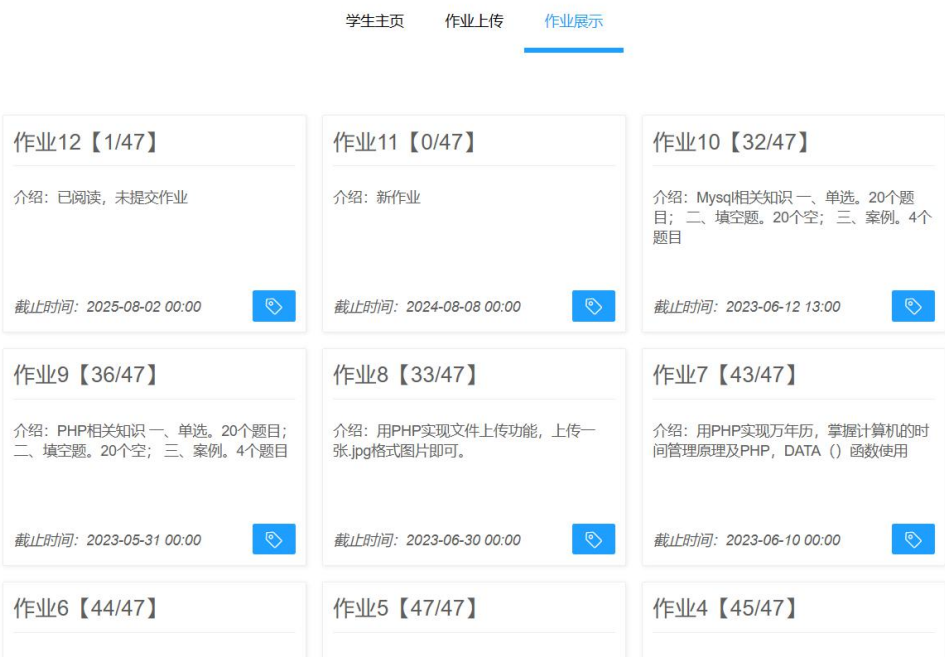 学生主页 作业上传 作业展示
作业12【1/47】
介绍：已阅读，未提交作业
截止时间：2025-08-02 00:00
作业11【0/47】
介绍：新作业
截止时间：2024-08-08 00:00
作业10【32/47】
介绍：Mysql相关知识 一、单选。20个题
目； 二、填空题。20个空； 三、案例。4个
题目
截止时间：2023-06-12 13:00
作业9【36/47】
介绍：PHP相关知识 一、单选。20个题目；
二、填空题。20个空； 三、案例。4个题目
截止时间：2023-05-31 00:00
作业8【33/47】
介绍：用PHP实现文件上传功能，上传一
张.jpg格式图片即可。
截止时间：2023-06-30 00:00
作业7【43/47】
介绍：用PHP实现万年历，掌握计算机的时
间管理原理及PHP，DATA（）函数使用
截止时间：2023-06-10 00:00
作业6【44/47】
作业5【47/47】
作业4【45/47】